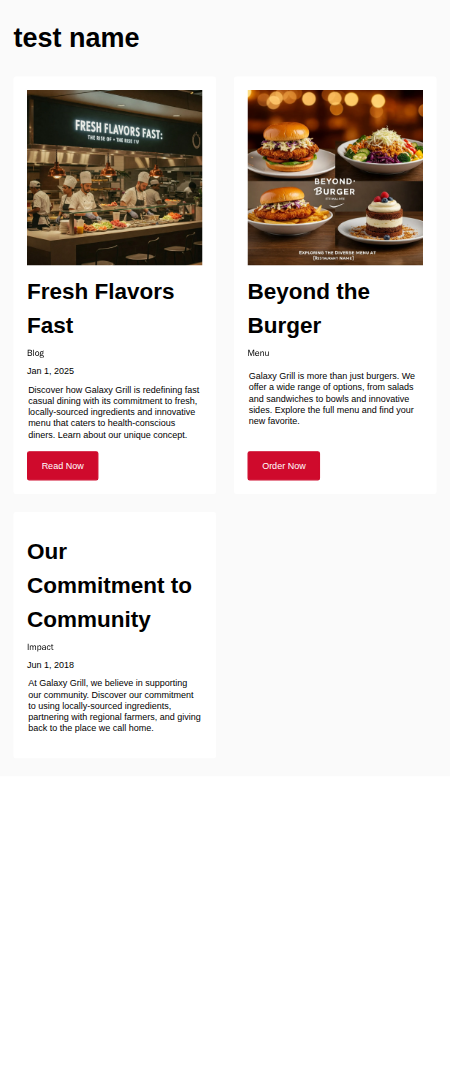 test name
FRESH FLAVORS FAST:
THE RISE OF • THE BEER
BEYOND·
BURGER
EXPLORING THE DIVERSE MENU AT
[RESTAURANT NAME]
Fresh Flavors
Fast
Blog
Jan 1, 2025
Discover how Galaxy Grill is redefining fast
casual dining with its commitment to fresh,
locally-sourced ingredients and innovative
menu that caters to health-conscious
diners. Learn about our unique concept.
Read Now
Beyond the
Burger
Menu
Galaxy Grill is more than just burgers. We
offer a wide range of options, from salads
and sandwiches to bowls and innovative
sides. Explore the full menu and find your
new favorite.
Order Now
Our
Commitment to
Community
Impact
Jun 1, 2018
At Galaxy Grill, we believe in supporting
our community. Discover our commitment
to using locally-sourced ingredients,
partnering with regional farmers, and giving
back to the place we call home.